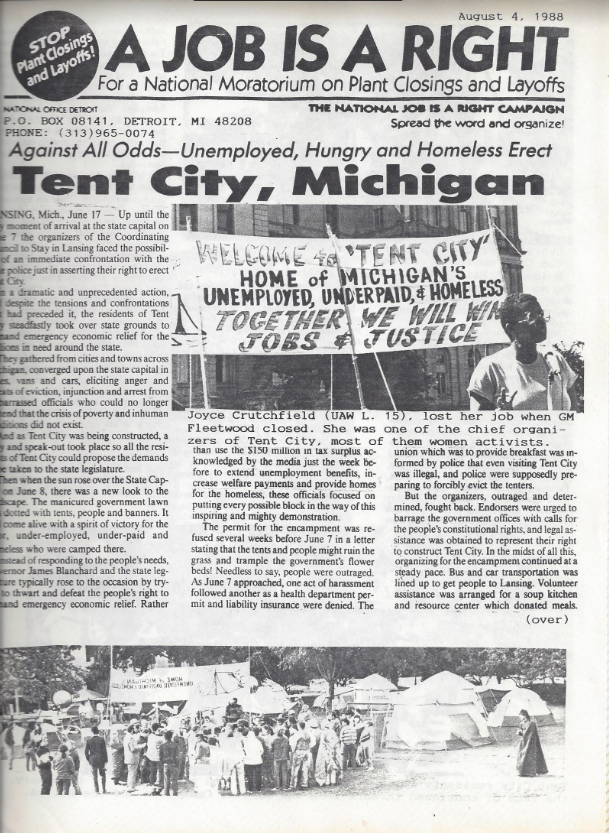 August 4, 1988
STOP
Plant Closings
and Layoffs!
A JOB IS A RIGHT
For a National Moratorium on Plant Closings and Layoffs
NATIONAL OFFICE DETROIT
P.O. BOX 08141, DETROIT, MI 48208
PHONE: (313)965-0074
THE NATIONAL JOB IS A RIGHT CAMPAIGN
Spread the word and organize!
Against All Odds—Unemployed, Hungry and Homeless Erect
Tent City, Michigan
NSING, Mich., June 17 — Up until the
moment of arrival at the state capital on
7 the organizers of the Coordinating
ncil to Stay in Lansing faced the possibil-
of an immediate confrontation with the
police just in asserting their right to erect
City.
a dramatic and unprecedented action,
despite the tensions and confrontations
had preceded it, the residents of Tent
steadfastly took over state grounds to
and emergency economic relief for the
ions in need around the state.
hey gathered from cities and towns across
higan, converged upon the state capital in
es, vans and cars, eliciting anger and
ats of eviction, injunction and arrest from
arrassed officials who could no longer
end that the crisis of poverty and inhuman
ditions did not exist.
nd as Tent City was being constructed, a
y and speak-out took place so all the resi-
of Tent City could propose the demands
e taken to the state legislature.
hen when the sun rose over the State Cap-
on June 8, there was a new look to the
scape. The manicured government lawn
dotted with tents, people and banners. It
come alive with a spirit of victory for the
r, under-employed, under-paid and
meless who were camped there.
nstead of responding to the people's needs,
vernor James Blanchard and the state leg-
ture typically rose to the occasion by try-
to thwart and defeat the people's right to
and emergency economic relief. Rather
WELCOME to 'TENT CITY'
HOME of MICHIGAN'S
UNEMPLOYED, UNDERPAID, & HOMELESS
TOGETHER WE WILL WIN
JOBS & JUSTICE
Joyce Crutchfield (UAW L. 15), lost her job when GM
Fleetwood closed. She was one of the chief organi-
zers of Tent City, most of them women activists.
than use the $150 million in tax surplus ac-
knowledged by the media just the week be-
fore to extend unemployment benefits, in-
crease welfare payments and provide homes
for the homeless, these officials focused on
putting every possible block in the way of this
inspiring and mighty demonstration.
The permit for the encampment was re-
fused several weeks before June 7 in a letter
stating that the tents and people might ruin the
grass and trample the government's flower
beds! Needless to say, people were outraged.
As June 7 approached, one act of harassment
followed another as a health department per-
mit and liability insurance were denied. The
union which was to provide breakfast was in-
formed by police that even visiting Tent City
was illegal, and police were supposedly pre-
paring to forcibly evict the tenters.
But the organizers, outraged and deter-
mined, fought back. Endorsers were urged to
barrage the government offices with calls for
the people's constitutional rights, and legal as-
sistance was obtained to represent their right
to construct Tent City. In the midst of all this,
organizing for the encampment continued at a
steady pace. Bus and car transportation was
lined up to get people to Lansing. Volunteer
assistance was arranged for a soup kitchen
and resource center which donated meals.
(over)